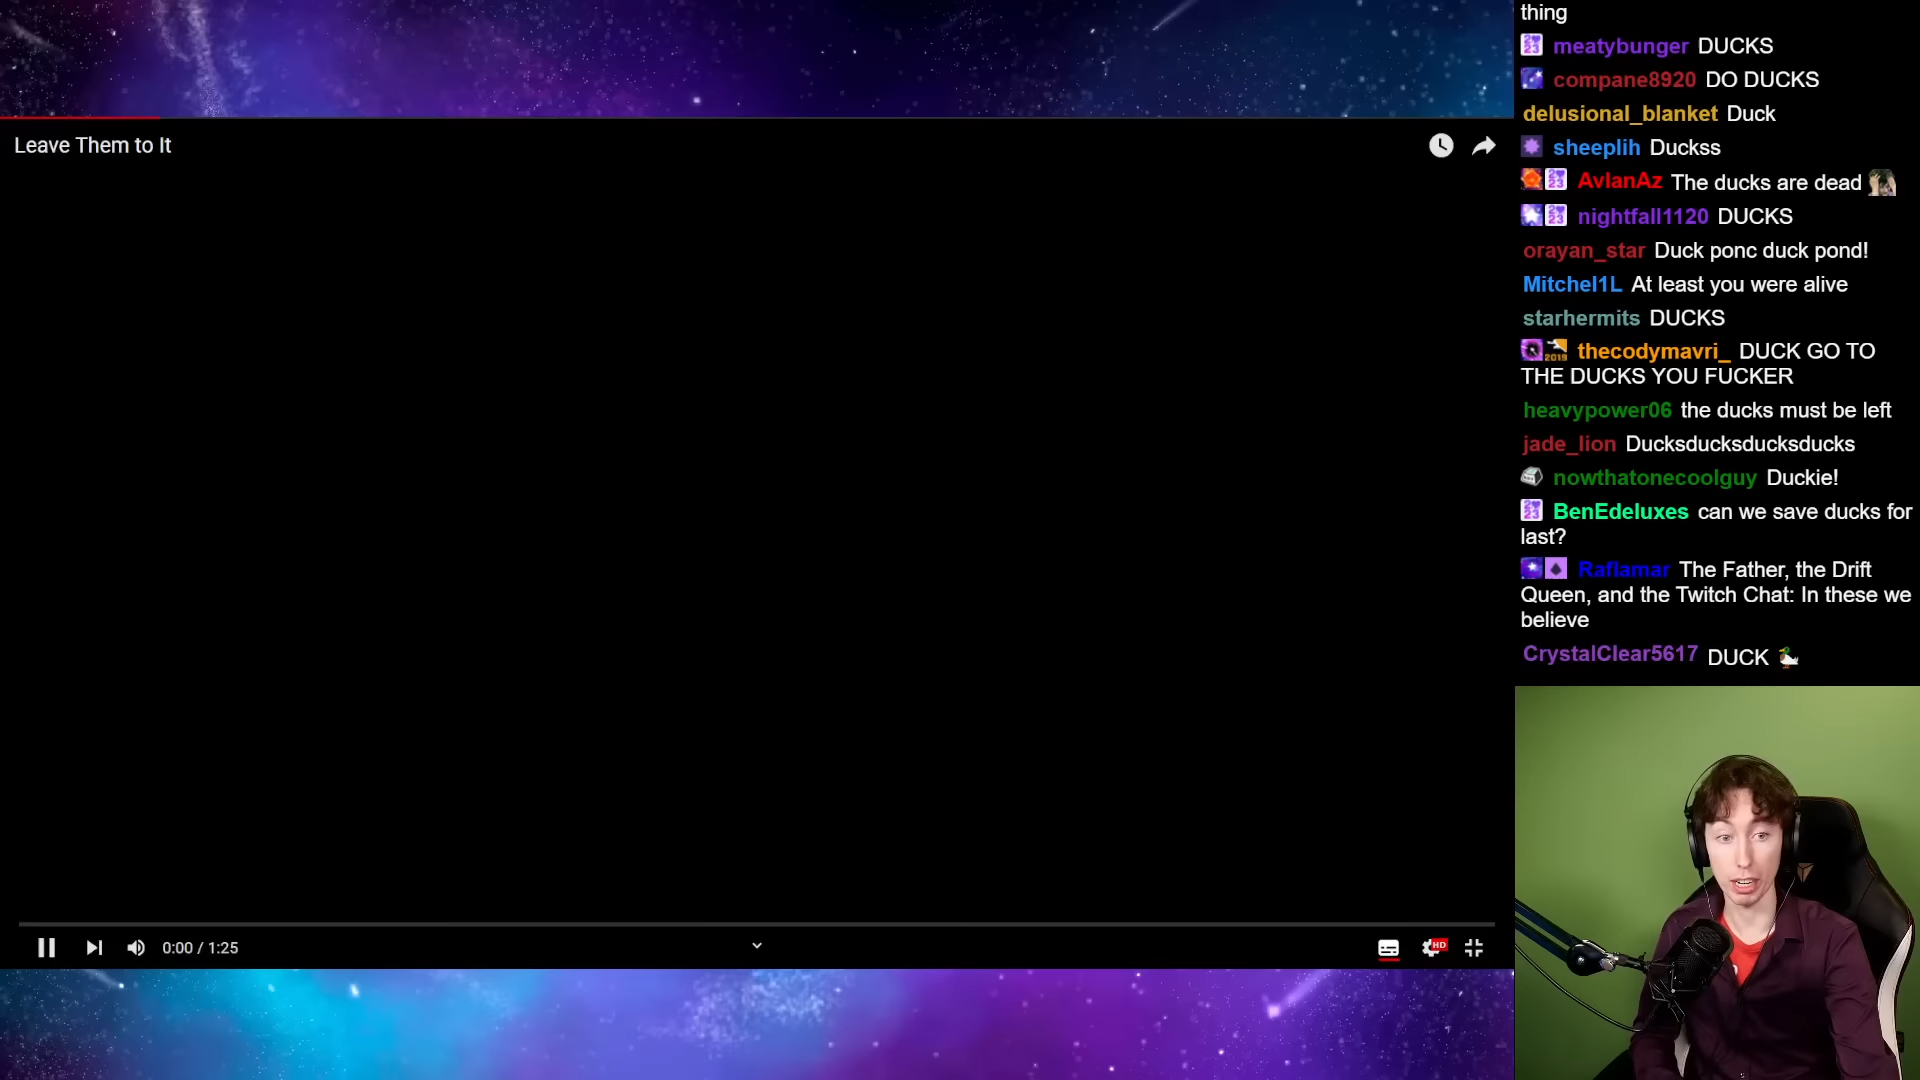 Leave Them to It
0:00 / 1:25
HD
thing
meatybunger DUCKS
compane8920 DO DUCKS
delusional_blanket Duck
sheeplih Duckss
AvlanAz The ducks are dead
nightfall1120 DUCKS
orayan_star Duck ponc duck pond!
Mitchel1L At least you were alive
starhermits DUCKS
thecodymavri_ DUCK GO TO
THE DUCKS YOU FUCKER
heavypower06 the ducks must be left
jade_lion Ducksducksducksducks
nowthatonecoolguy Duckie!
BenEdeluxes can we save ducks for
last?
Raflamar The Father, the Drift
Queen, and the Twitch Chat: In these we
believe
CrystalClear5617 DUCK